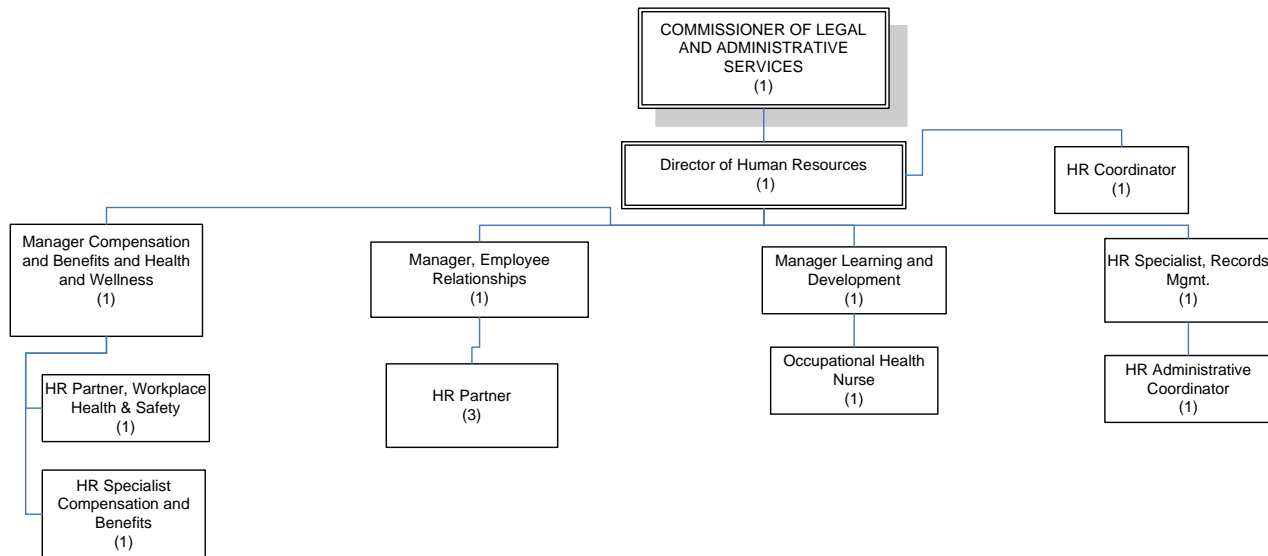 COMMISSIONER OF LEGAL
AND ADMINISTRATIVE
SERVICES
(1)
Director of Human Resources
(1)
HR Coordinator
(1)
Manager Compensation
and Benefits and Health
and Wellness
(1)
Manager, Employee
Relationships
(1)
Manager Learning and
Development
(1)
HR Specialist, Records
Mgmt.
(1)
HR Partner, Workplace
Health & Safety
(1)
HR Partner
(3)
Occupational Health
Nurse
(1)
HR Administrative
Coordinator
(1)
HR Specialist
Compensation and
Benefits
(1)